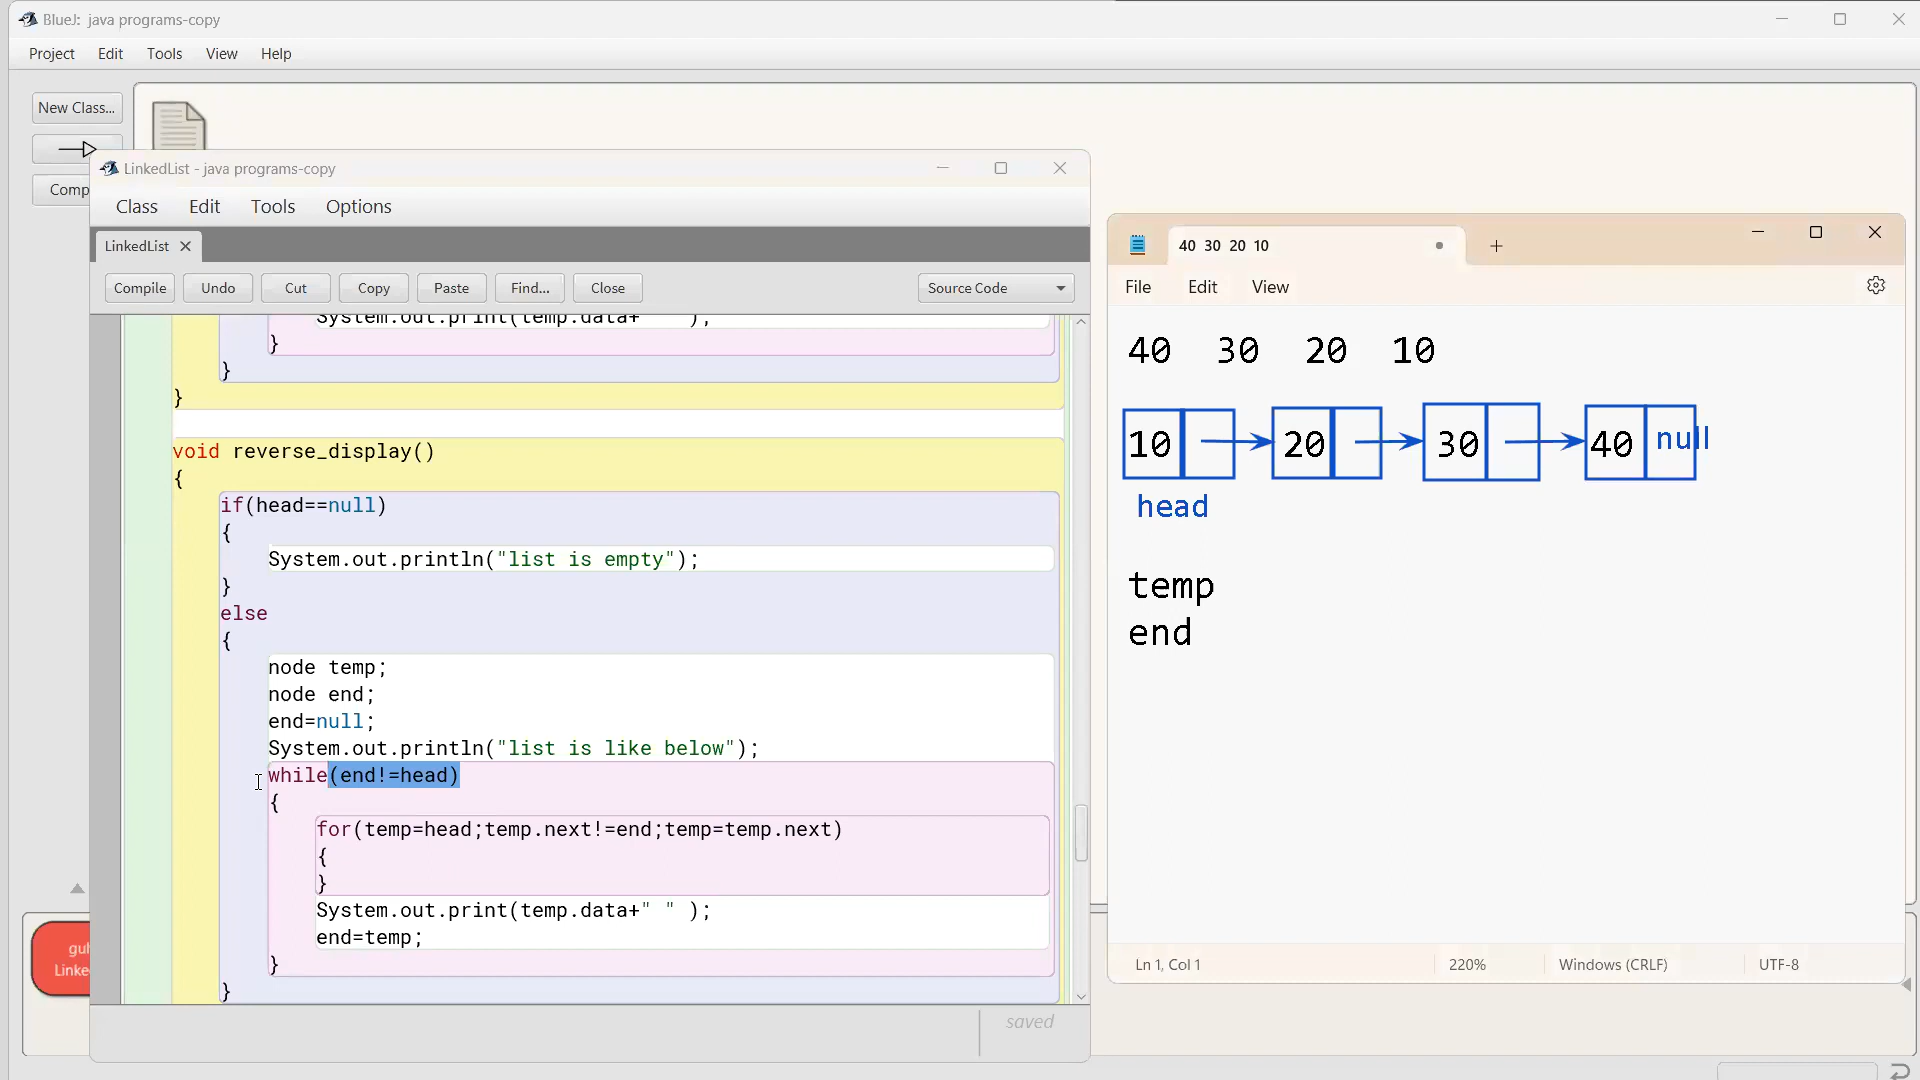 BlueJ: java programs-copy
Project Edit Tools View Help
New Class...
Comp
LinkedList - java programs-copy
Class Edit Tools Options
LinkedList
Compile Undo Cut Copy Paste Find... Close Source Code
System.out.print(temp.data+" ");
}
}
}
void reverse_display()
{
if(head==null)
{
System.out.println("list is empty");
}
else
{
node temp;
node end;
end=null;
System.out.println("list is like below");
while(end!=head)
{
for(temp=head;temp.next!=end;temp=temp.next)
{
}
System.out.print(temp.data+" " );
end=temp;
}
}
saved
guh
Linke
40 30 20 10
File Edit View
40 30 20 10
10 20 30 40 null
head
temp
end
Ln 1, Col 1 220% Windows (CRLF) UTF-8